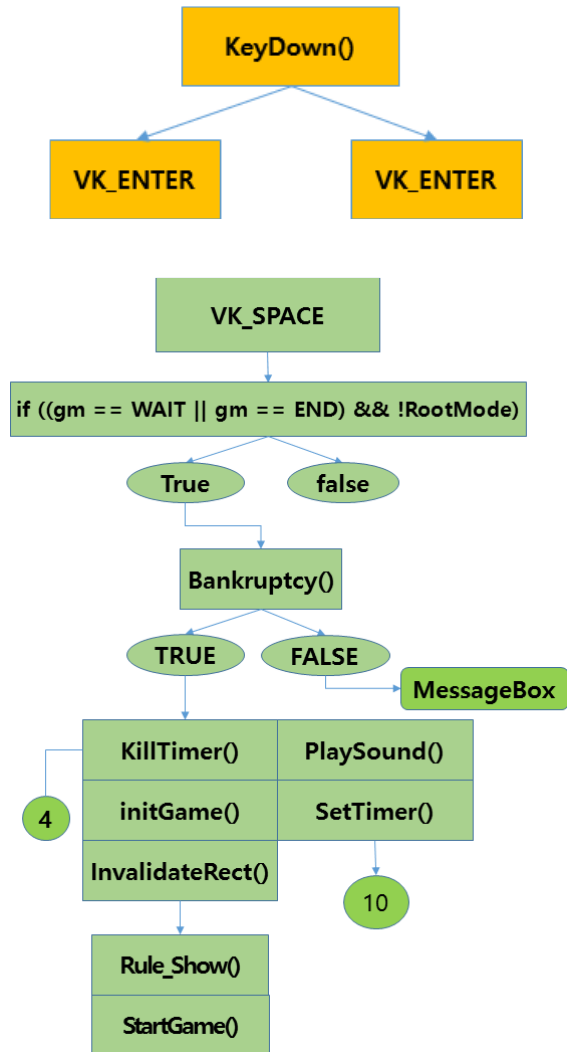 KeyDown()
VK_ENTER
VK_ENTER
VK_SPACE
if ((gm == WAIT || gm == END) && !RootMode)
True
false
Bankruptcy()
TRUE
FALSE
MessageBox
KillTimer()
PlaySound()
4
initGame()
SetTimer()
InvalidateRect()
10
Rule_Show()
StartGame()